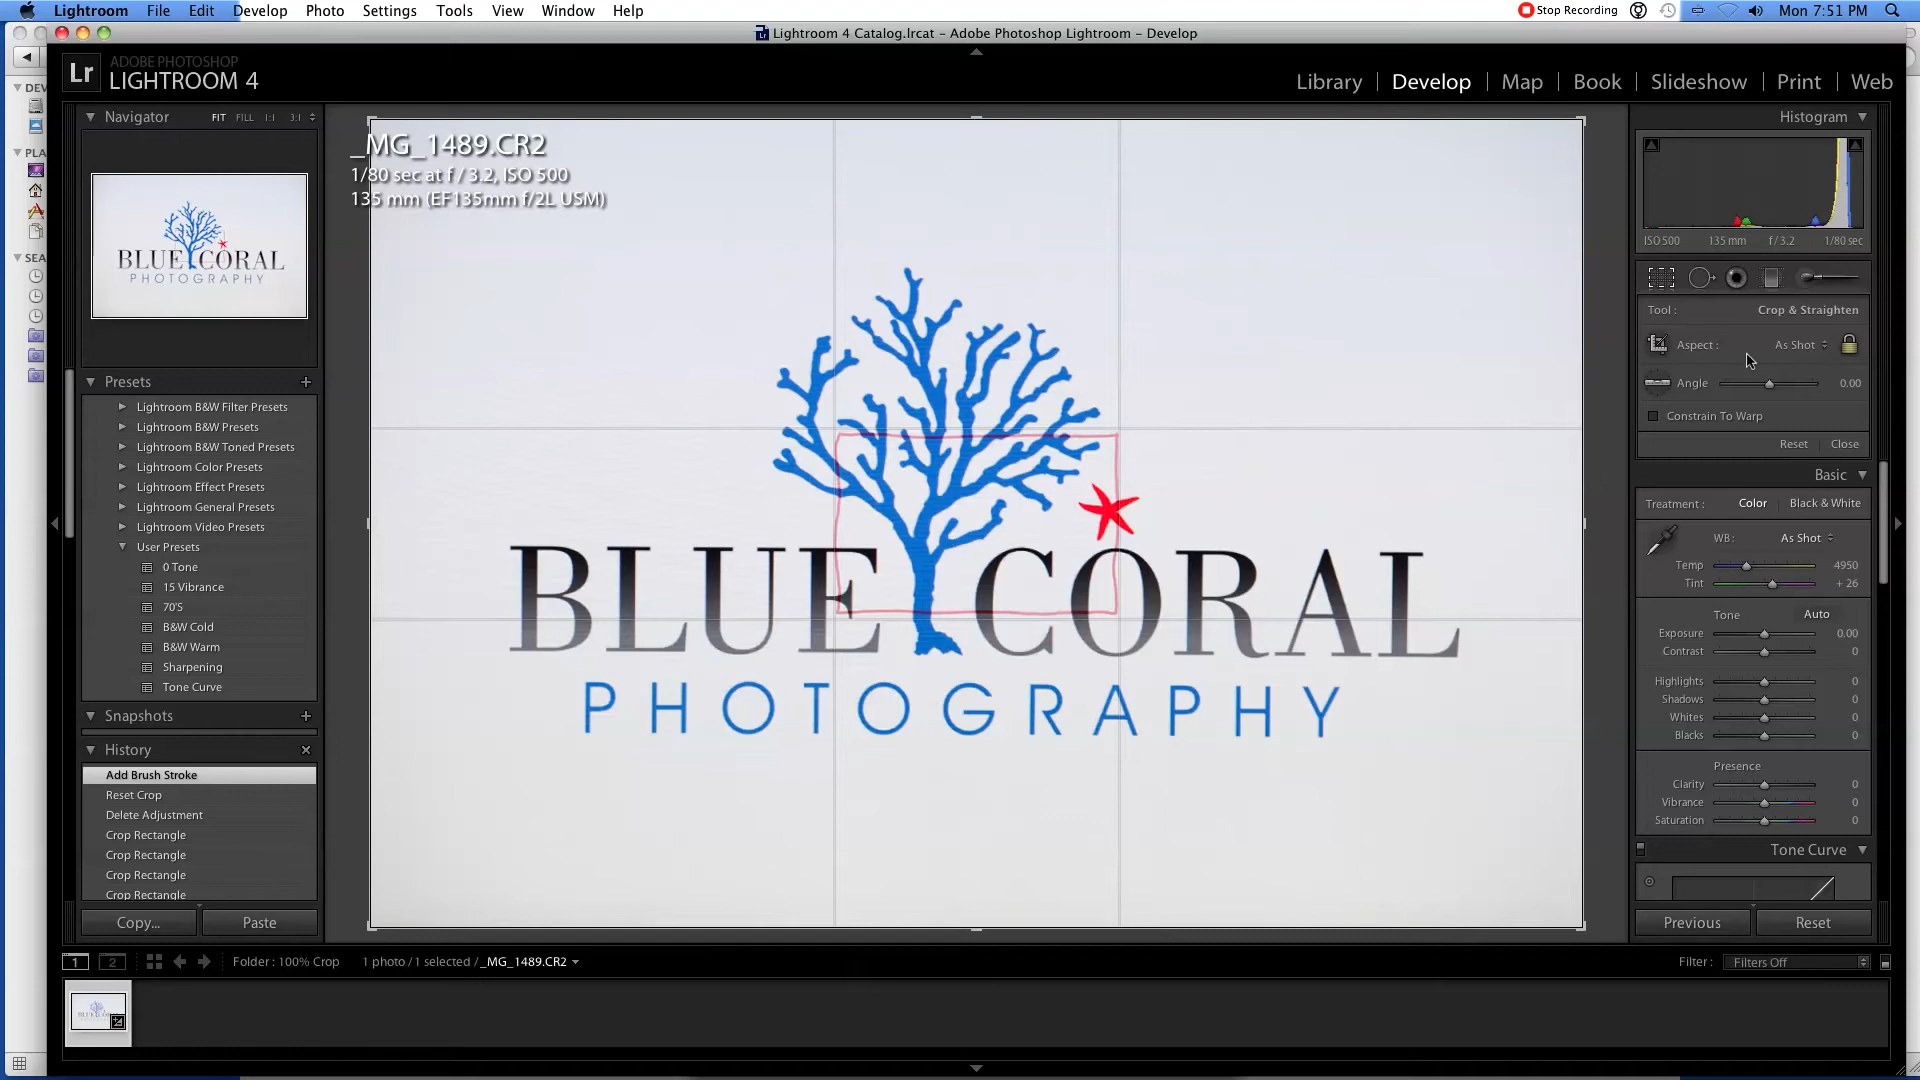 Lightroom File Edit Develop Photo Settings Tools View Window Help Stop Recording Mon 7:51 PM
Lightroom 4 Catalog.lrcat – Adobe Photoshop Lightroom – Develop
Lr ADOBE PHOTOSHOP
LIGHTROOM 4
Library | Develop | Map | Book | Slideshow | Print | Web
DEV
PLA
SEA
Navigator FIT FILL 1:1 3:1
BLUE CORAL
PHOTOGRAPHY
Presets +
Lightroom B&W Filter Presets
Lightroom B&W Presets
Lightroom B&W Toned Presets
Lightroom Color Presets
Lightroom Effect Presets
Lightroom General Presets
Lightroom Video Presets
User Presets
0 Tone
15 Vibrance
70'S
B&W Cold
B&W Warm
Sharpening
Tone Curve
Snapshots +
History ×
Add Brush Stroke
Reset Crop
Delete Adjustment
Crop Rectangle
Crop Rectangle
Crop Rectangle
Crop Rectangle
Copy... Paste
_MG_1489.CR2
1/80 sec at f / 3.2, ISO 500
135 mm (EF135mm f/2L USM)
BLUE CORAL
PHOTOGRAPHY
Histogram
ISO 500 135 mm f / 3.2 1/80 sec
Tool : Crop & Straighten
Aspect : As Shot
Angle 0.00
Constrain To Warp
Reset Close
Basic
Treatment : Color | Black & White
WB: As Shot
Temp 4950
Tint + 26
Tone Auto
Exposure 0.00
Contrast 0
Highlights 0
Shadows 0
Whites 0
Blacks 0
Presence
Clarity 0
Vibrance 0
Saturation 0
Tone Curve
Previous Reset
1 2 Folder : 100% Crop 1 photo / 1 selected / _MG_1489.CR2 Filter : Filters Off